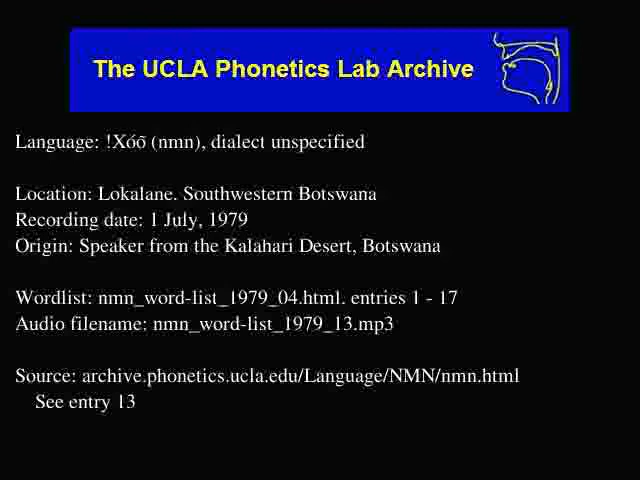 The UCLA Phonetics Lab Archive
Language: !Xóõ (nmn), dialect unspecified
Location: Lokalane. Southwestern Botswana
Recording date: 1 July, 1979
Origin: Speaker from the Kalahari Desert, Botswana
Wordlist: nmn_word-list_1979_04.html. entries 1 - 17
Audio filename: nmn_word-list_1979_13.mp3
Source: archive.phonetics.ucla.edu/Language/NMN/nmn.html
See entry 13